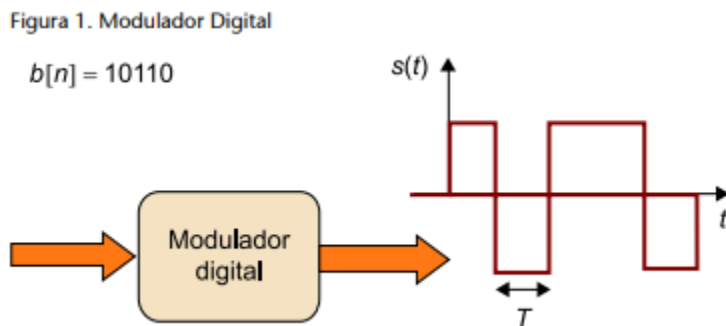 Figura 1. Modulador Digital
b[n] = 10110
s(t)
t
Modulador
digital
T